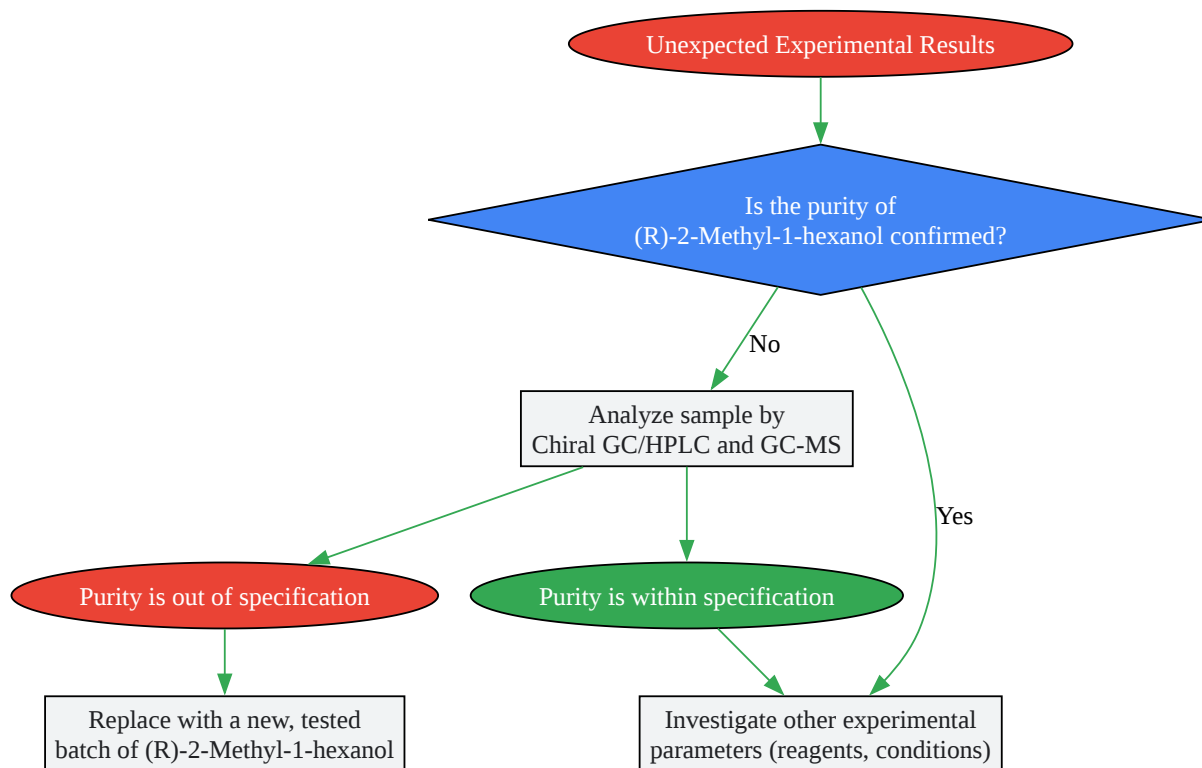 Unexpected Experimental Results
Is the purity of
(R)-2-Methyl-1-hexanol confirmed?
No
Analyze sample by
Chiral GC/HPLC and GC-MS
Yes
Purity is out of specification
Purity is within specification
Replace with a new, tested
batch of (R)-2-Methyl-1-hexanol
Investigate other experimental
parameters (reagents, conditions)